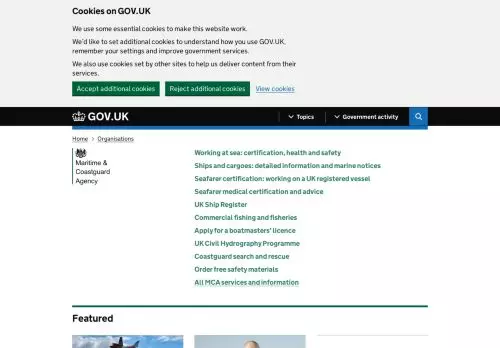 Cookies on GOV.UK
We use some essential cookies to make this website work.
We'd like to set additional cookies to understand how you use GOV.UK,
remember your settings and improve government services.
We also use cookies set by other sites to help us deliver content from their
services.
Accept additional cookies Reject additional cookies View cookies
GOV.UK Topics Government activity
Home > Organisations
Maritime &
Coastguard
Agency
Working at sea: certification, health and safety
Ships and cargoes: detailed information and marine notices
Seafarer certification: working on a UK registered vessel
Seafarer medical certification and advice
UK Ship Register
Commercial fishing and fisheries
Apply for a boatmasters' licence
UK Civil Hydrography Programme
Coastguard search and rescue
Order free safety materials
All MCA services and information
Featured